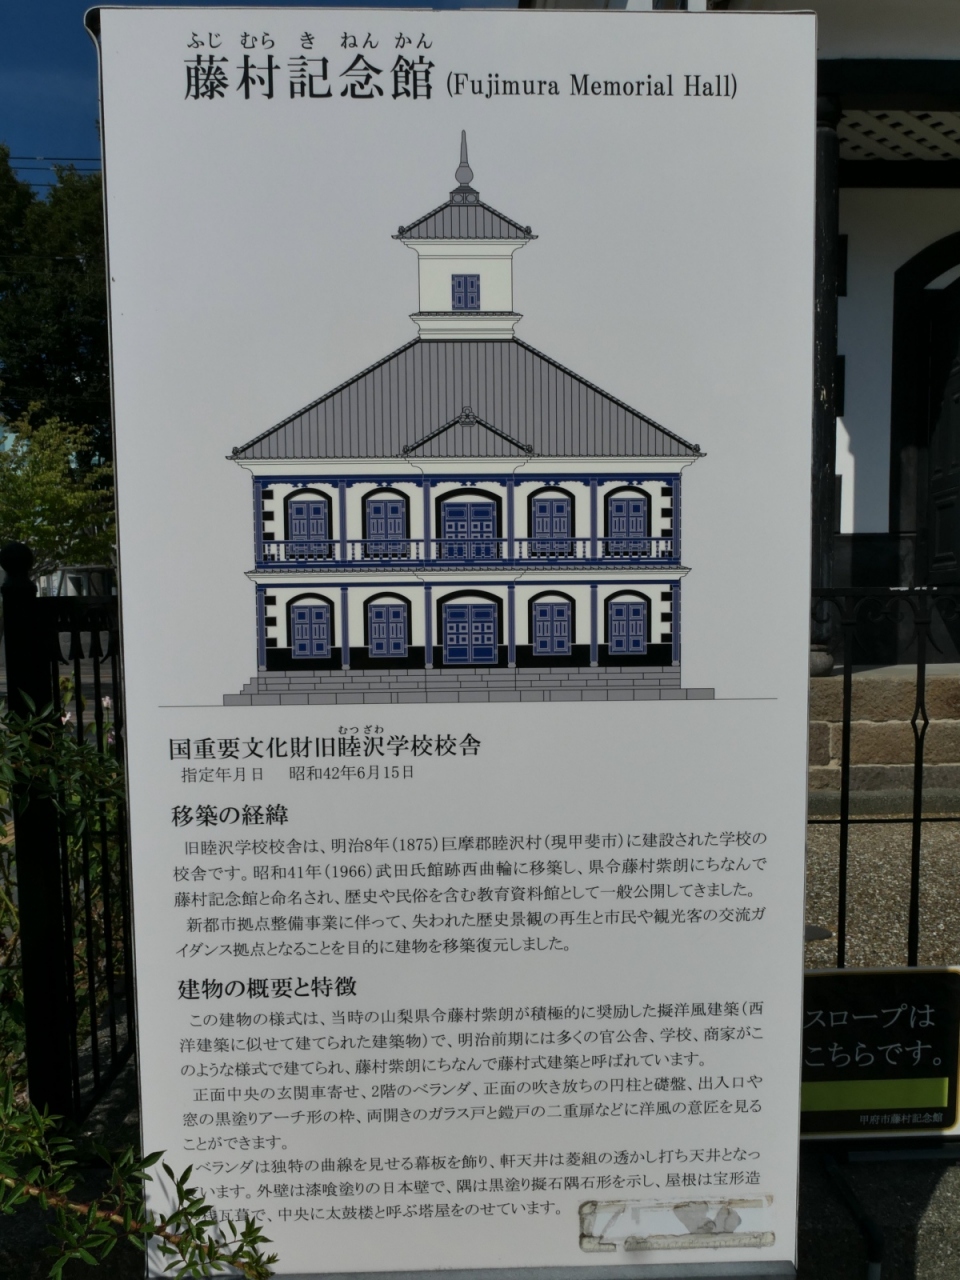 ふじ むら き ねん かん
藤村記念館 (Fujimura Memorial Hall)
むつ ざわ
国重要文化財旧睦沢学校校舎
指定年月日 昭和42年6月15日
移築の経緯
旧睦沢学校校舎は、明治8年(1875)巨摩郡睦沢村(現甲斐市)に建設された学校の
校舎です。昭和41年(1966)武田氏館跡西曲輪に移築し、県令藤村紫朗にちなんで
藤村記念館と命名され、歴史や民俗を含む教育資料館として一般公開してきました。
新都市拠点整備事業に伴って、失われた歴史景観の再生と市民や観光客の交流ガ
イダンス拠点となることを目的に建物を移築復元しました。
建物の概要と特徴
この建物の様式は、当時の山梨県令藤村紫朗が積極的に奨励した擬洋風建築(西
洋建築に似せて建てられた建築物)で、明治前期には多くの官公舎、学校、商家がこ
のような様式で建てられ、藤村紫朗にちなんで藤村式建築と呼ばれています。
正面中央の玄関車寄せ、2階のベランダ、正面の吹き放ちの円柱と礎盤、出入口や
窓の黒塗りアーチ形の枠、両開きのガラス戸と鎧戸の二重扉などに洋風の意匠を見る
ことができます。
ベランダは独特の曲線を見せる幕板を飾り、軒天井は菱組の透かし打ち天井となっ
います。外壁は漆喰塗りの日本壁で、隅は黒塗り擬石隅石形を示し、屋根は宝形造
瓦葺で、中央に太鼓楼と呼ぶ塔屋をのせています。
スロープは
こちらです。
甲府市藤村記念館